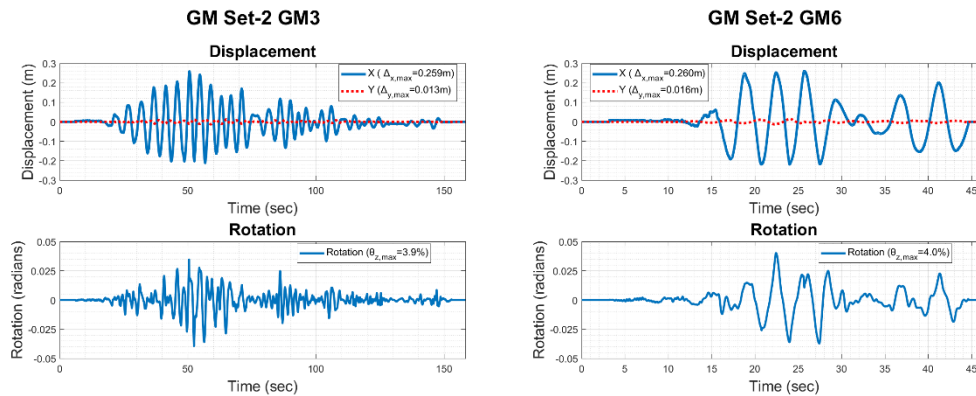 GM Set-2 GM3
Displacement
Displacement (m)
0.3
0.2
0.1
0
-0.1
-0.2
-0.3
X ( Δx,max=0.259m)
Y ( Δy,max=0.013m)
0 50 100 150
Time (sec)
Rotation
Rotation (radians)
0.05
0.025
0
-0.025
-0.05
Rotation (θz,max=3.9%)
0 50 100 150
Time (sec)
GM Set-2 GM6
Displacement
Displacement (m)
0.3
0.2
0.1
0
-0.1
-0.2
-0.3
X ( Δx,max=0.260m)
Y ( Δy,max=0.016m)
0 5 10 15 20 25 30 35 40 45
Time (sec)
Rotation
Rotation (radians)
0.05
0.025
0
-0.025
-0.05
Rotation (θz,max=4.0%)
0 5 10 15 20 25 30 35 40 45
Time (sec)